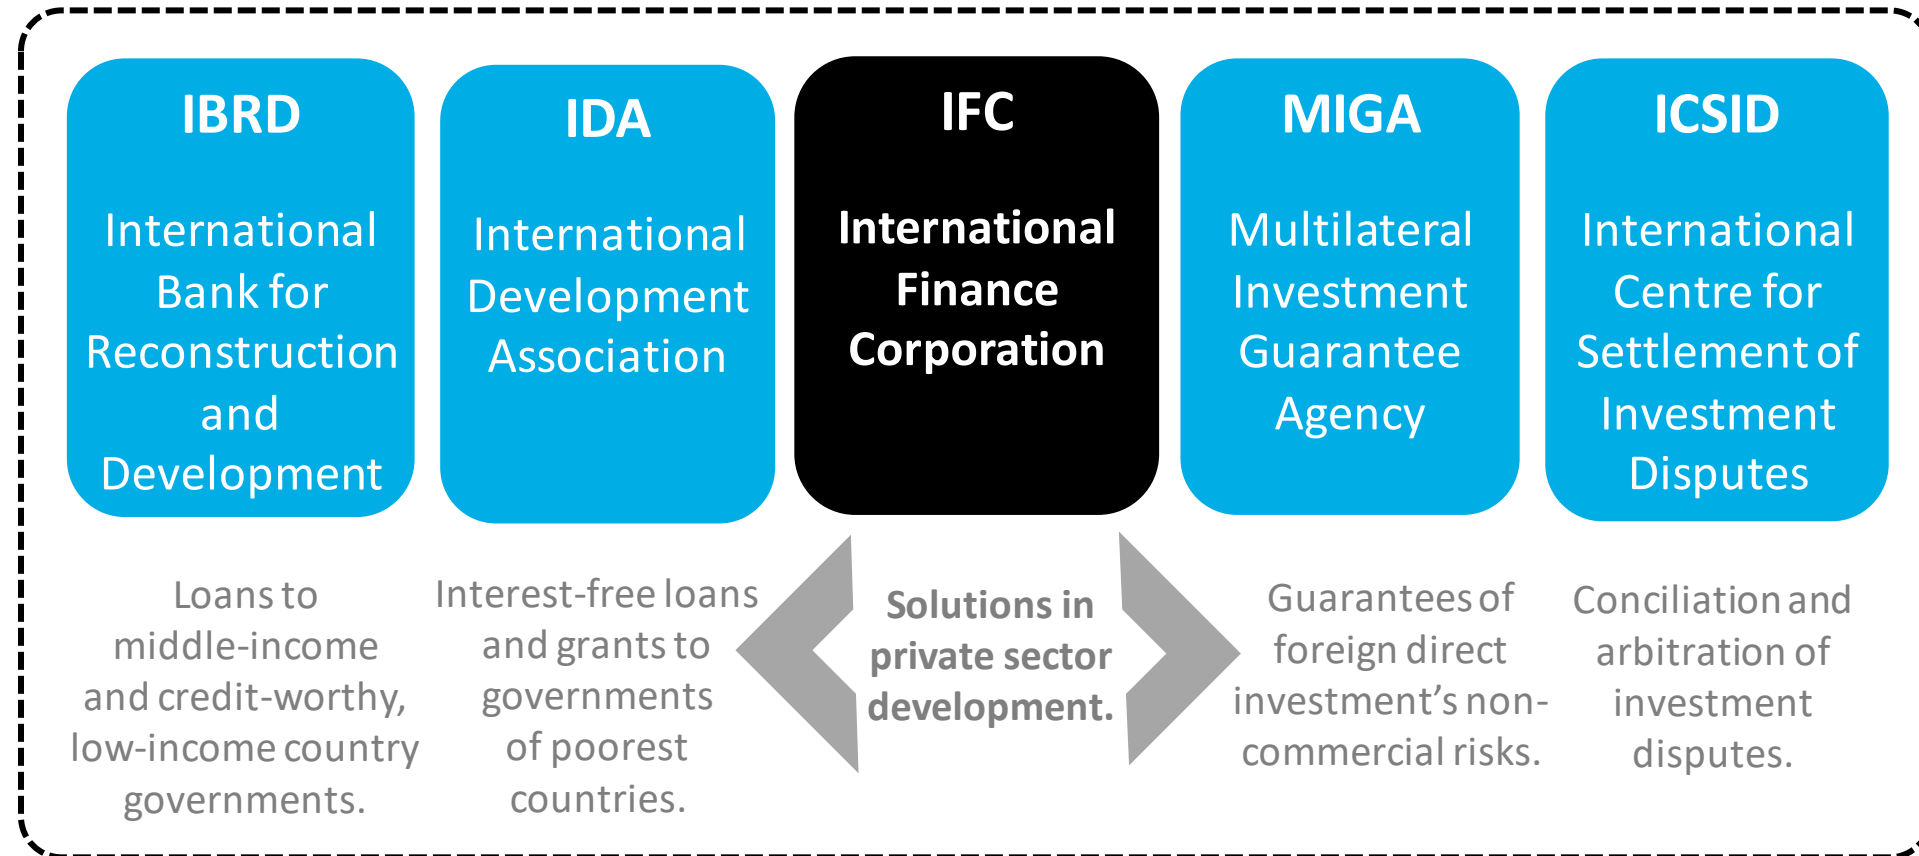 IBRD
International
Bank for
Reconstruction
and
Development
Loans to
middle-income
and credit-worthy,
low-income country
governments.
IDA
International
Development
Association
Interest-free loans
and grants to
governments
of poorest
countries.
IFC
International
Finance
Corporation
Solutions in
private sector
development.
MIGA
Multilateral
Investment
Guarantee
Agency
Guarantees of
foreign direct
investment’s non-
commercial risks.
ICSID
International
Centre for
Settlement of
Investment
Disputes
Conciliation and
arbitration of
investment
disputes.